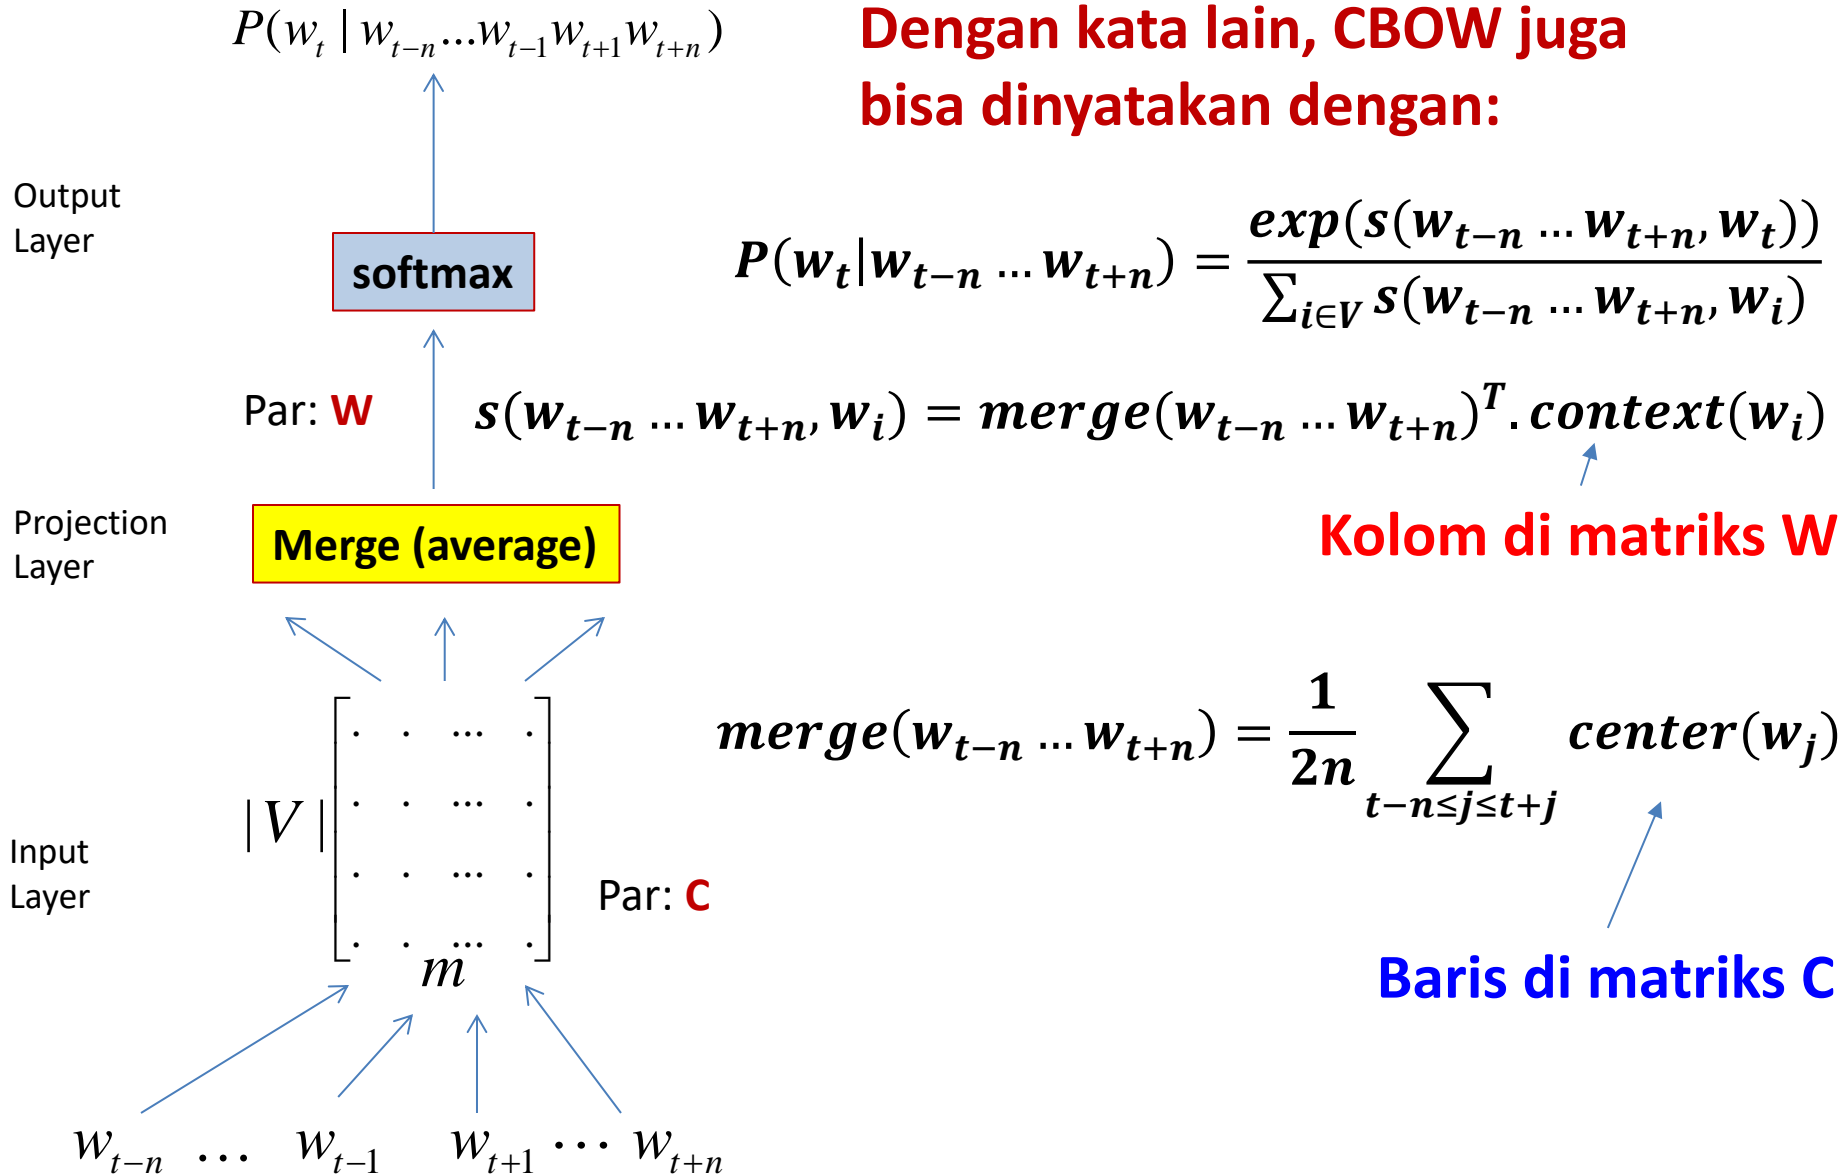 P(w_t | w_{t-n}...w_{t-1}w_{t+1}w_{t+n})
Dengan kata lain, CBOW juga
bisa dinyatakan dengan:
Output
Layer
softmax
P(w_t|w_{t-n} ... w_{t+n}) = exp(s(w_{t-n} ... w_{t+n}, w_t)) / ∑_{i∈V} s(w_{t-n} ... w_{t+n}, w_i)
Par: W
s(w_{t-n} ... w_{t+n}, w_i) = merge(w_{t-n} ... w_{t+n})^T . context(w_i)
Kolom di matriks W
Projection
Layer
Merge (average)
merge(w_{t-n} ... w_{t+n}) = 1/2n ∑_{t-n≤j≤t+j} center(w_j)
Input
Layer
|V|
. . ... .
. . ... .
. . ... .
. . ... .
m
Par: C
Baris di matriks C
w_{t-n} ... w_{t-1} w_{t+1} ... w_{t+n}